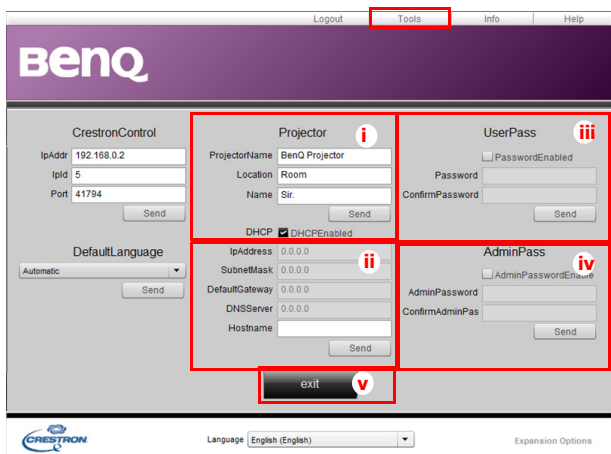 Logout Tools Info Help
BenQ
CrestronControl
IpAddr 192.168.0.2
IpId 5
Port 41794
Send
DefaultLanguage
Automatic
Send
Projector i
ProjectorName BenQ Projector
Location Room
Name Sir.
Send
DHCP DHCPEnabled
ii
IpAddress 0.0.0.0
SubnetMask 0.0.0.0
DefaultGateway 0.0.0.0
DNSServer 0.0.0.0
Hostname
Send
UserPass iii
PasswordEnabled
Password
ConfirmPassword
Send
AdminPass iv
AdminPasswordEnable
AdminPassword
ConfirmAdminPas
Send
exit v
CRESTRON
Language English (English)
Expansion Options